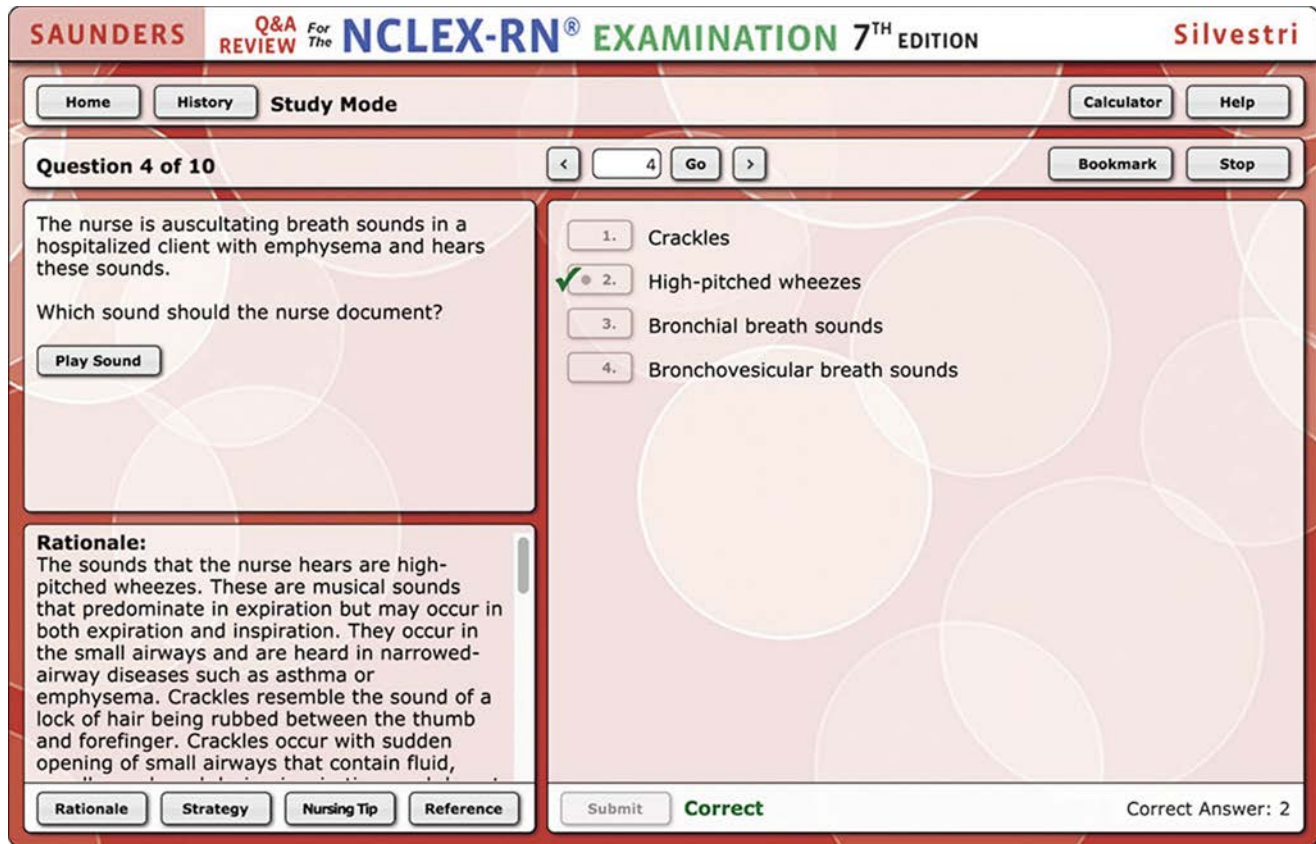 SAUNDERS Q&A REVIEW For The NCLEX-RN® EXAMINATION 7TH EDITION Silvestri
Home History Study Mode Calculator Help
Question 4 of 10 < 4 Go > Bookmark Stop
The nurse is auscultating breath sounds in a
hospitalized client with emphysema and hears
these sounds.
Which sound should the nurse document?
Play Sound
1. Crackles
2. High-pitched wheezes
3. Bronchial breath sounds
4. Bronchovesicular breath sounds
Rationale:
The sounds that the nurse hears are high-
pitched wheezes. These are musical sounds
that predominate in expiration but may occur in
both expiration and inspiration. They occur in
the small airways and are heard in narrowed-
airway diseases such as asthma or
emphysema. Crackles resemble the sound of a
lock of hair being rubbed between the thumb
and forefinger. Crackles occur with sudden
opening of small airways that contain fluid,
Rationale Strategy Nursing Tip Reference
Submit Correct Correct Answer: 2